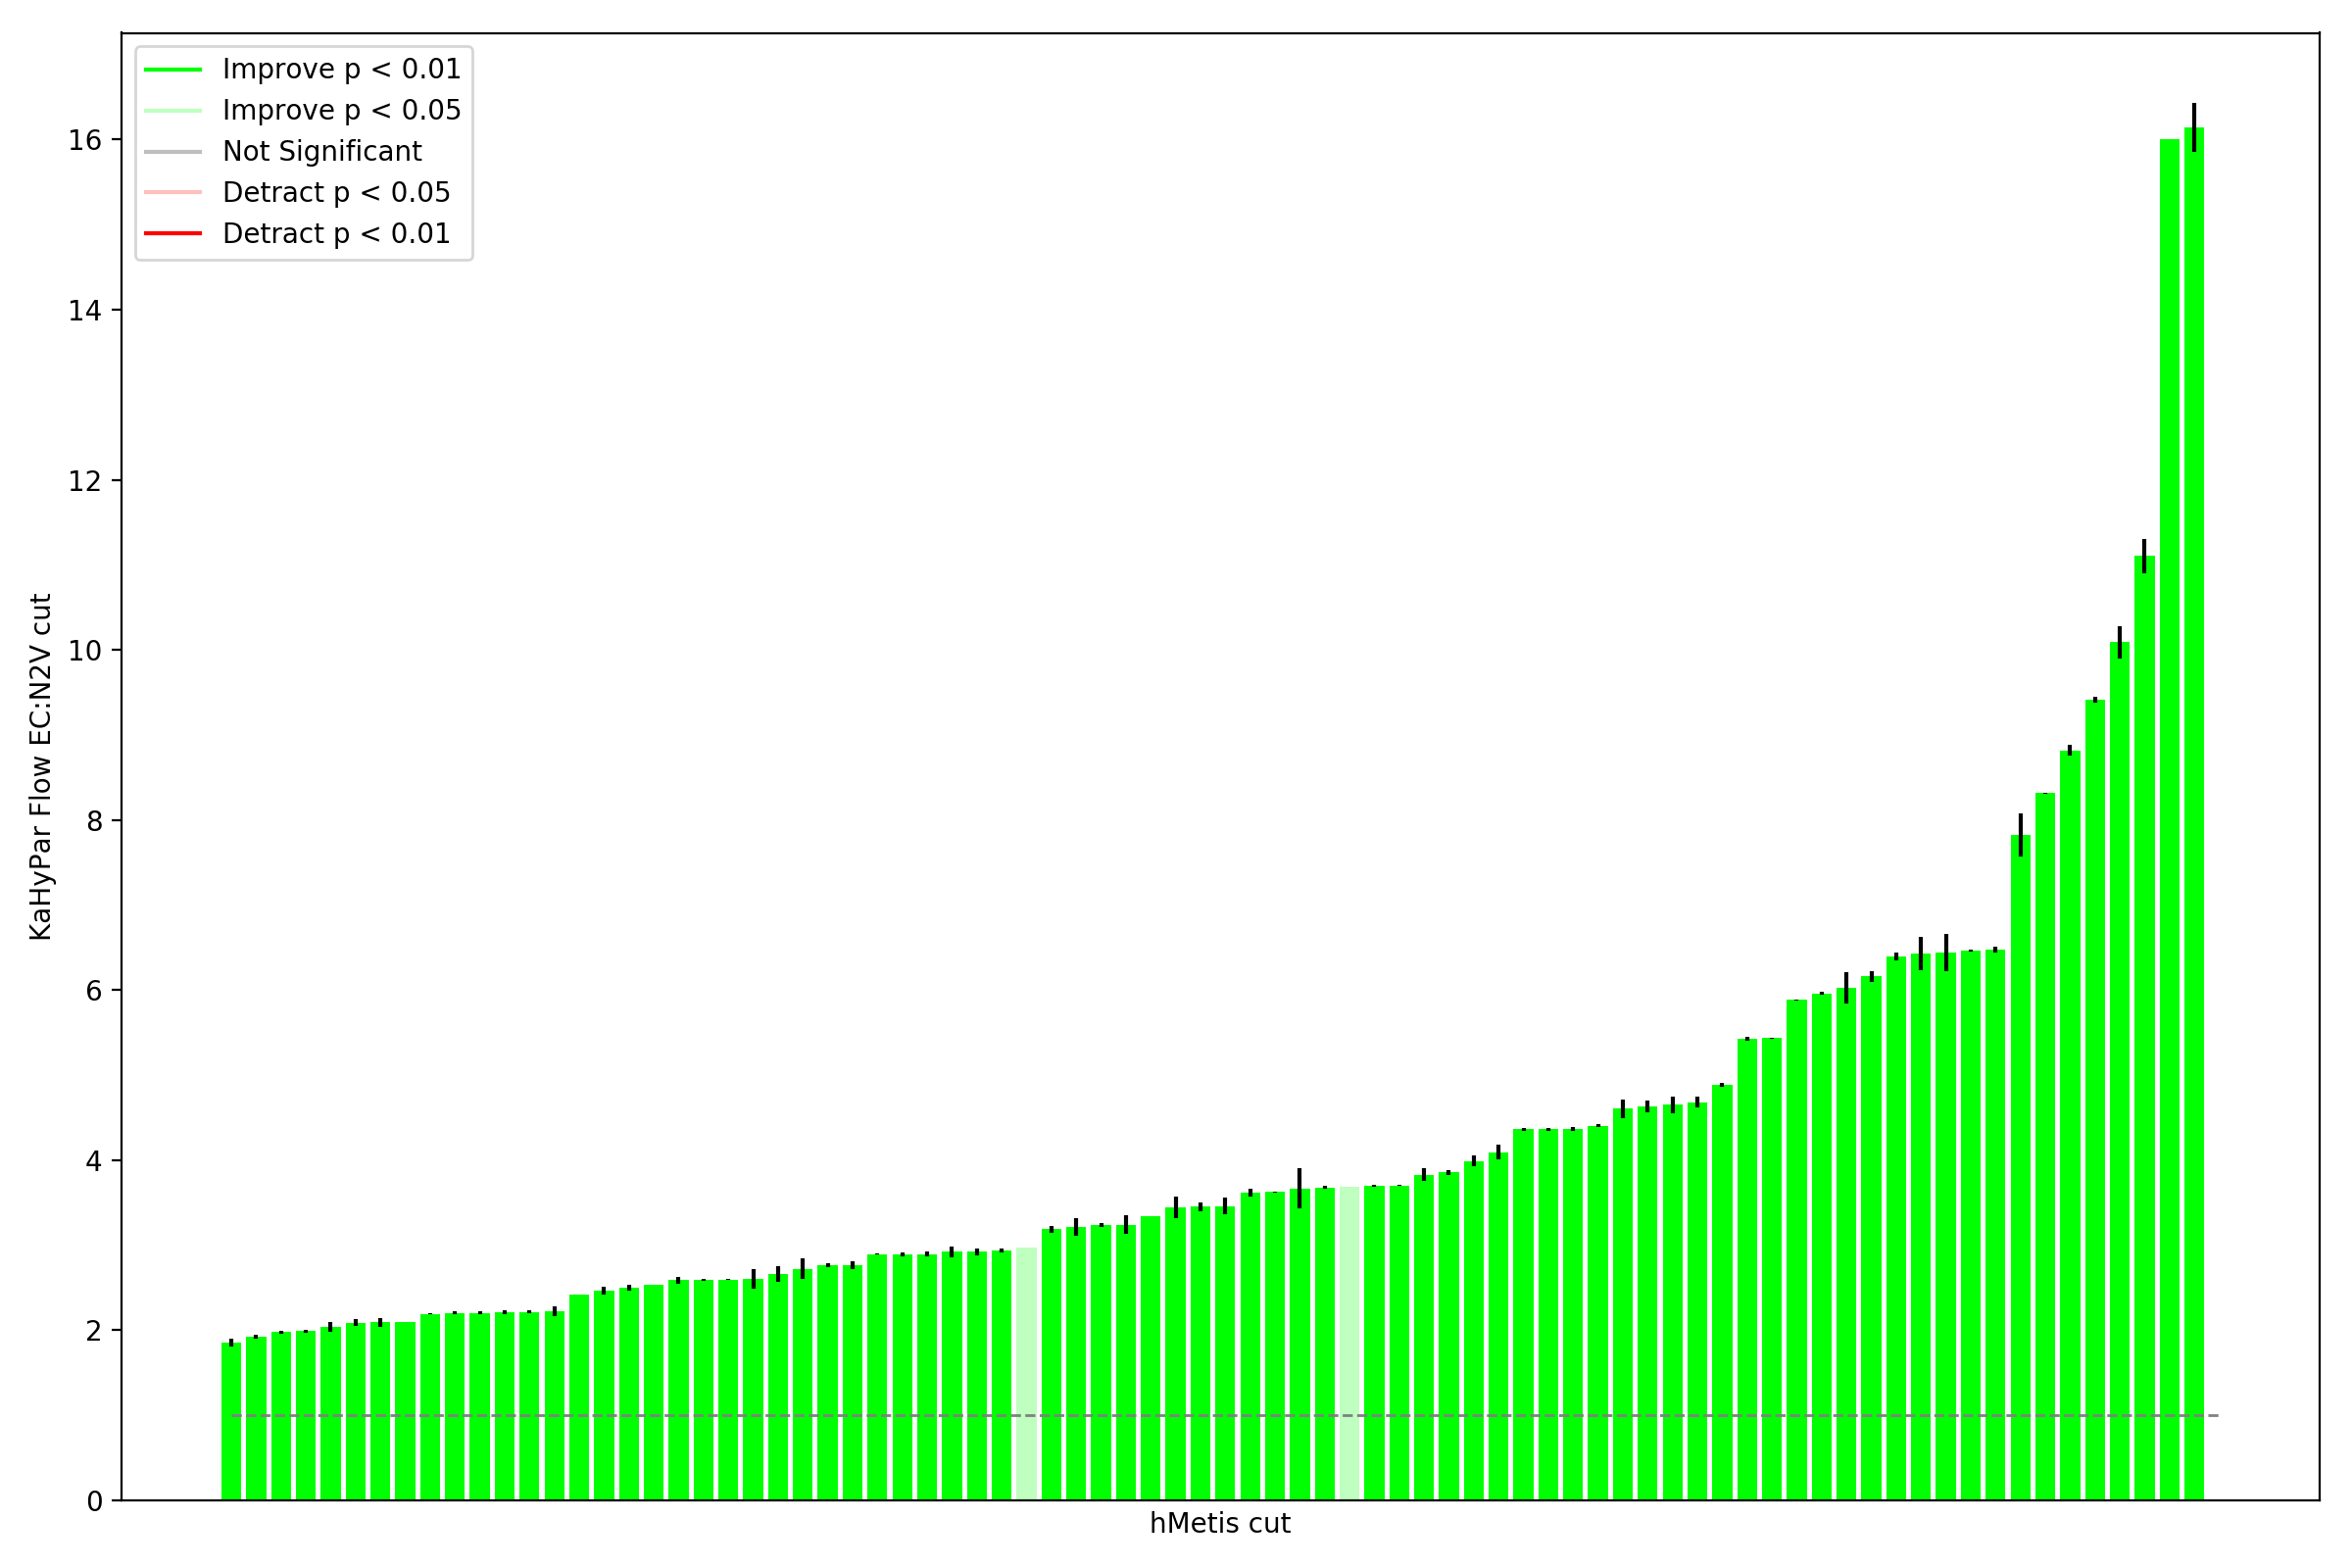 Improve p < 0.01
Improve p < 0.05
Not Significant
Detract p < 0.05
Detract p < 0.01
16
14
12
10
8
6
4
2
0
KaHyPar Flow EC:N2V cut
hMetis cut